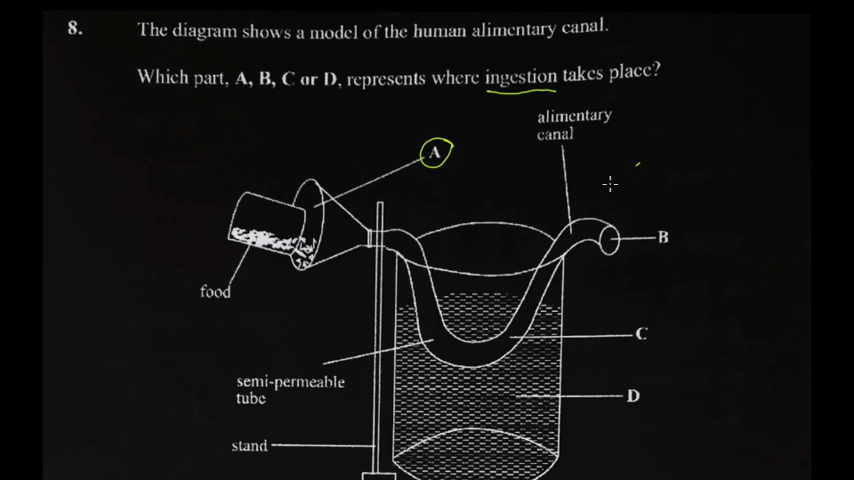 8. The diagram shows a model of the human alimentary canal.
Which part, A, B, C or D, represents where ingestion takes place?
alimentary
canal
A
B
food
C
semi-permeable
tube
D
stand